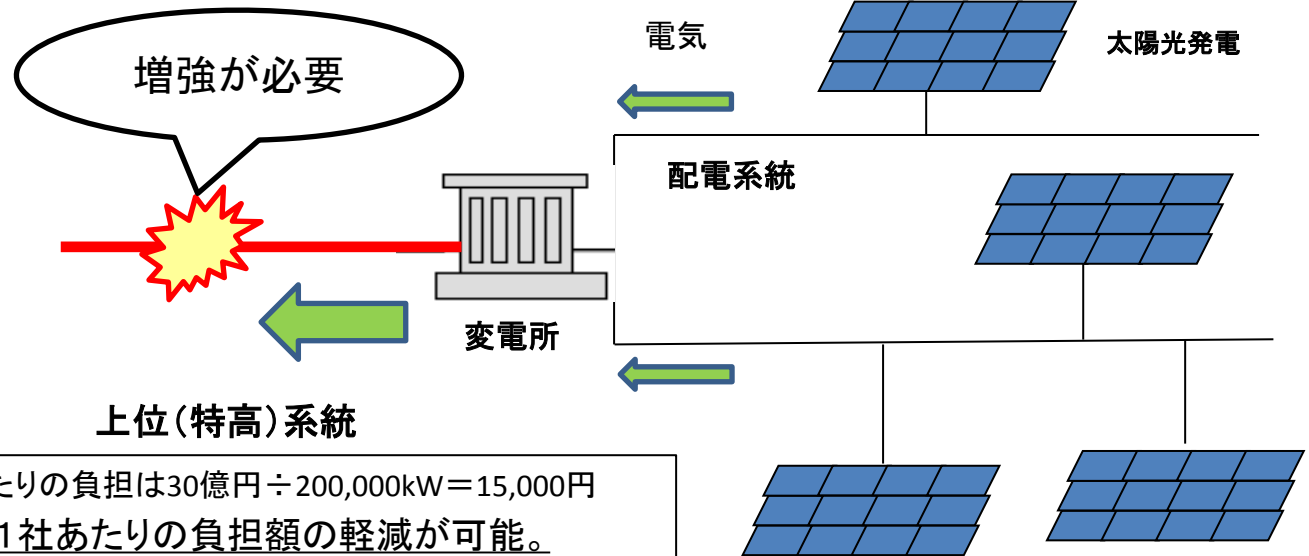 増強が必要
電気
太陽光発電
配電系統
変電所
上位（特高）系統
たりの負担は30億円÷200,000kW＝15,000円
1社あたりの負担額の軽減が可能。